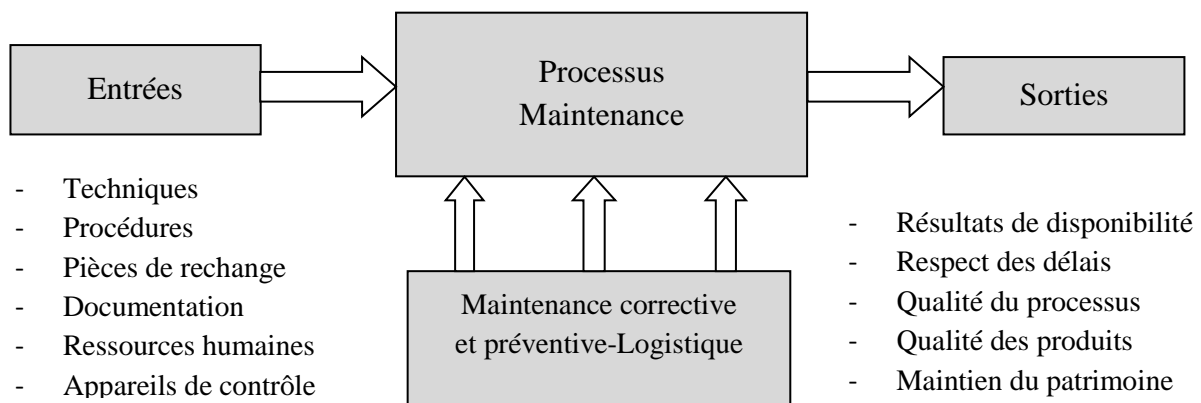 Entrées
Processus
Maintenance
Sorties
- Techniques
- Procédures
- Pièces de rechange
- Documentation
- Ressources humaines
- Appareils de contrôle
Maintenance corrective
et préventive-Logistique
- Résultats de disponibilité
- Respect des délais
- Qualité du processus
- Qualité des produits
- Maintien du patrimoine